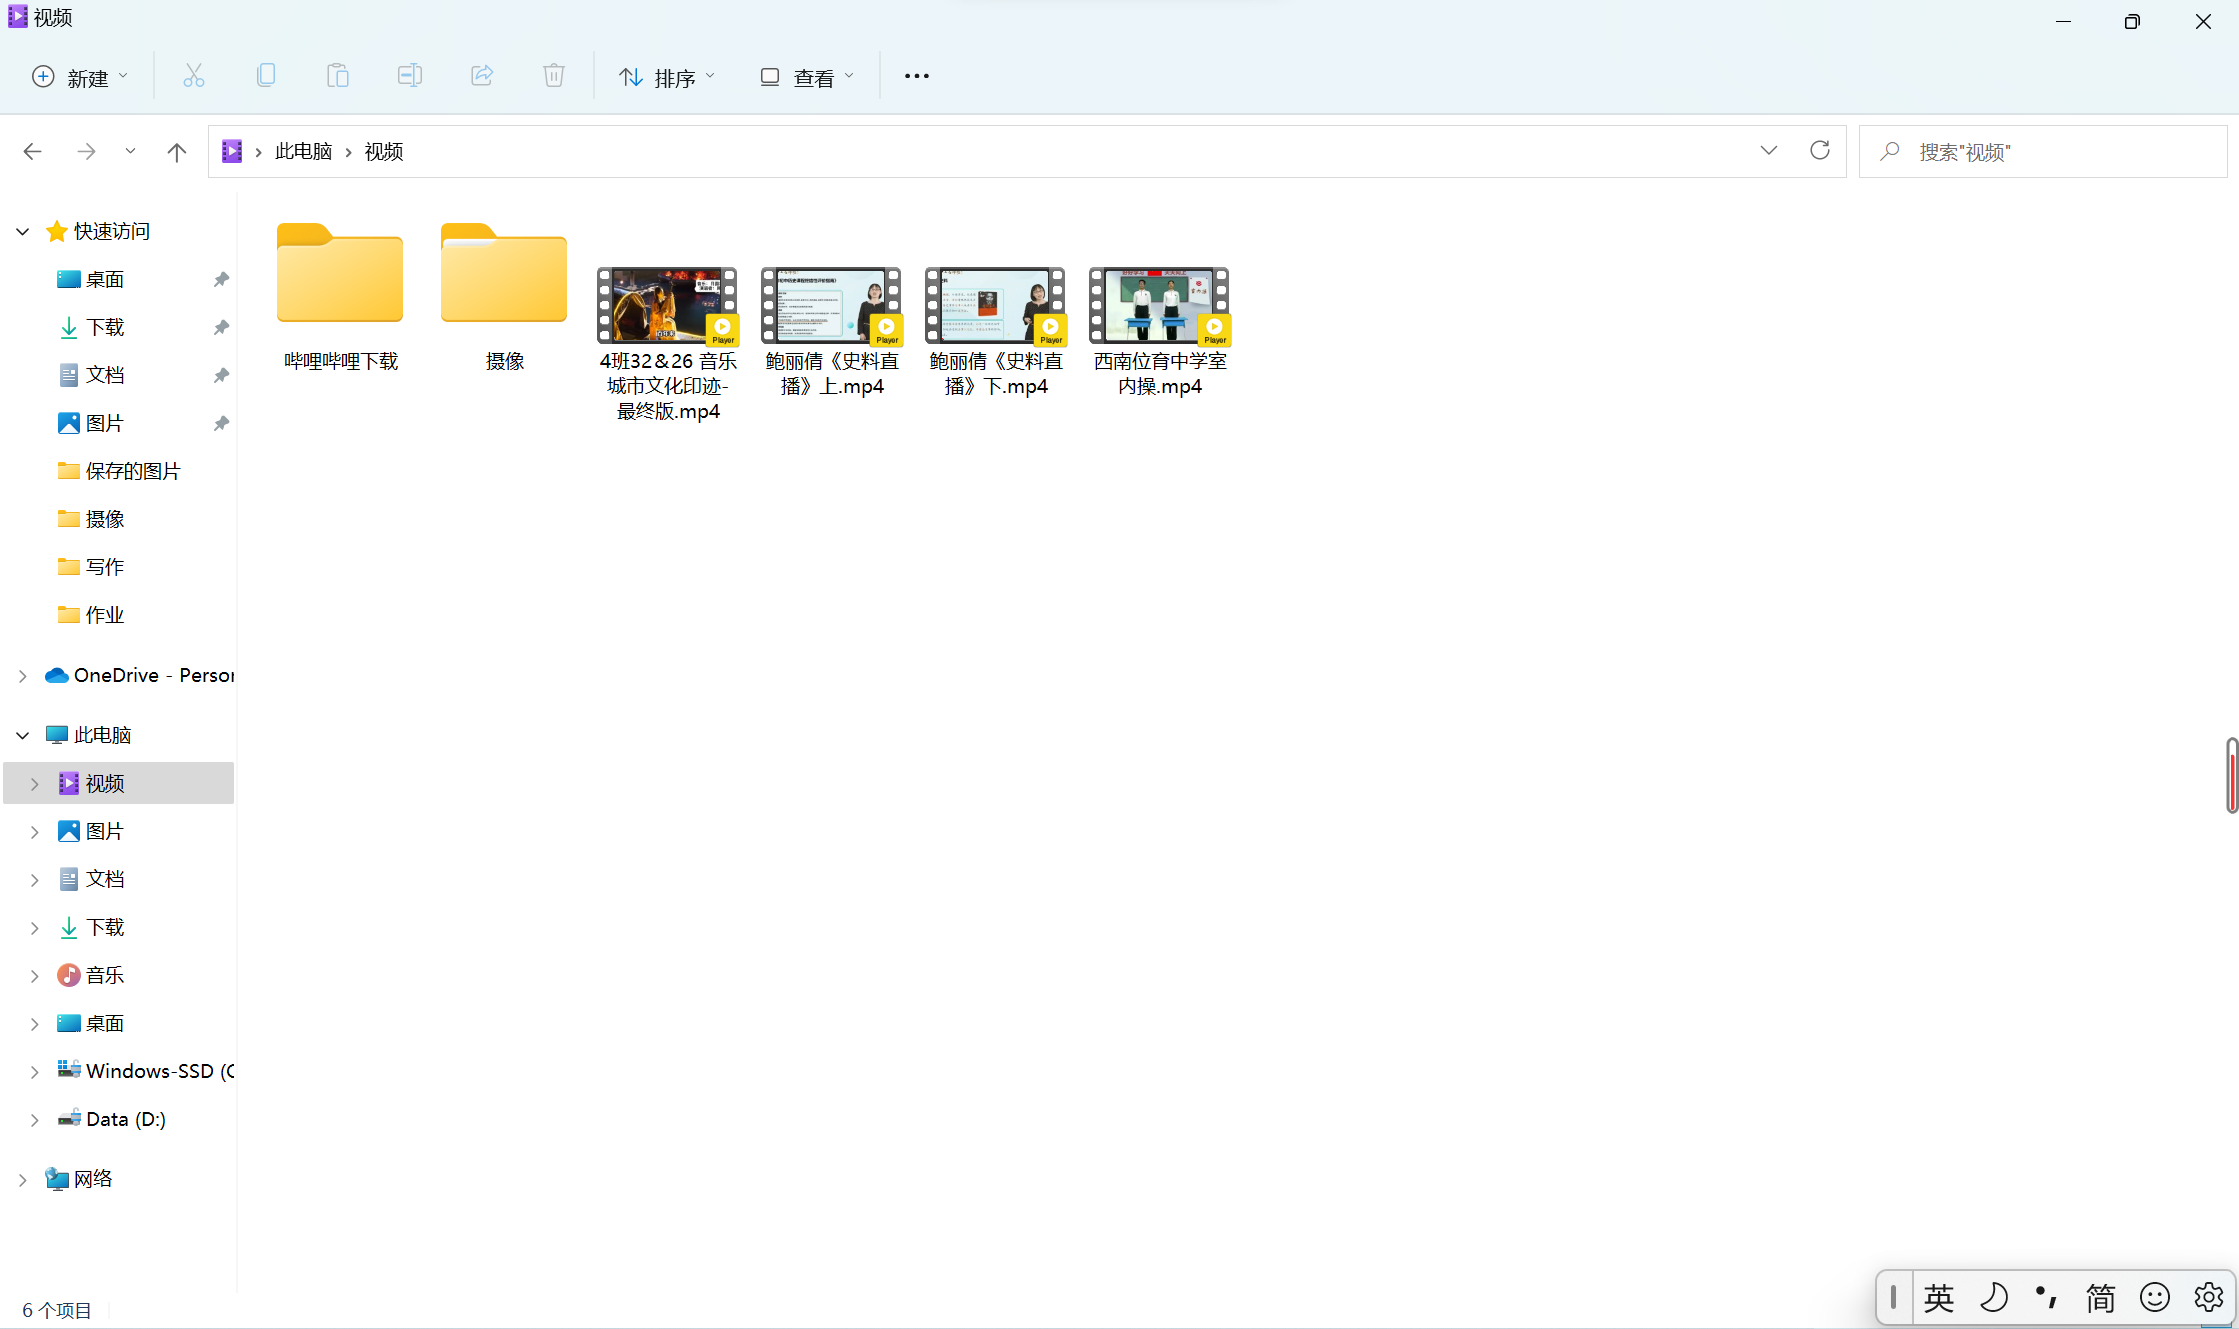 视频
新建
排序
查看
此电脑 > 视频
搜索"视频"
快速访问
桌面
下载
文档
图片
保存的图片
摄像
写作
作业
OneDrive - Person
此电脑
视频
图片
文档
下载
音乐
桌面
Windows-SSD (C
Data (D:)
网络
哔哩哔哩下载
摄像
Player
4班32&26 音乐
城市文化印迹-
最终版.mp4
Player
鲍丽倩《史料直
播》上.mp4
Player
鲍丽倩《史料直
播》下.mp4
Player
西南位育中学室
内操.mp4
6 个项目
英
简